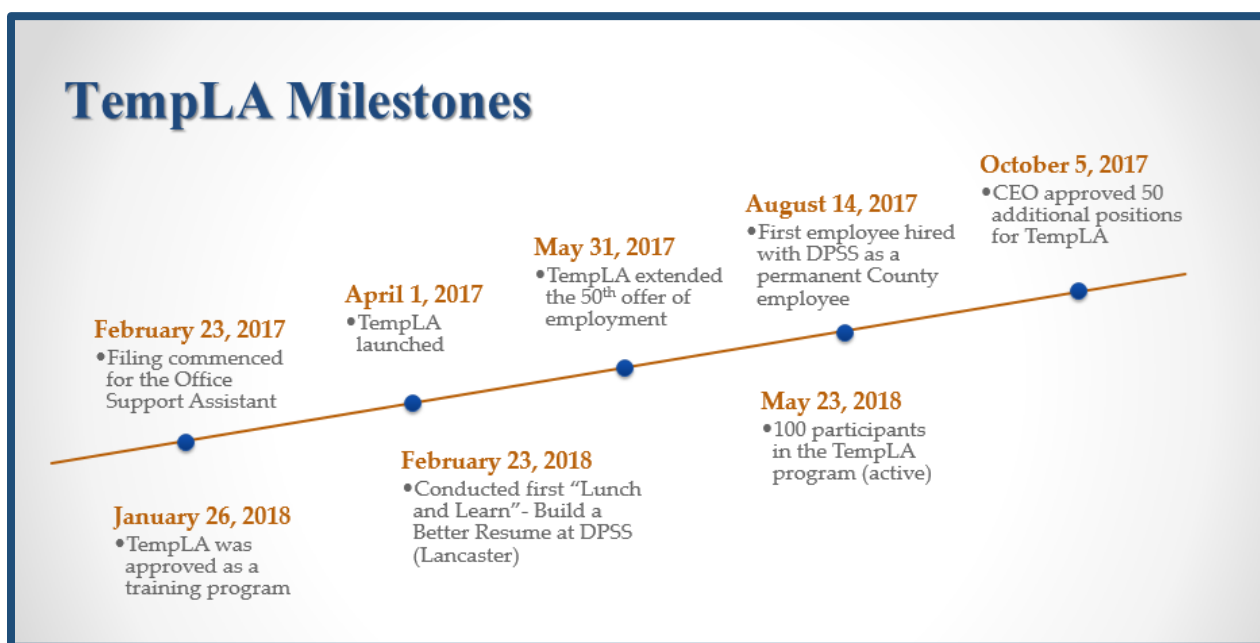 TempLA Milestones
February 23, 2017
•Filing commenced
for the Office
Support Assistant
April 1, 2017
•TempLA
launched
May 31, 2017
•TempLA extended
the 50th offer of
employment
August 14, 2017
•First employee hired
with DPSS as a
permanent County
employee
October 5, 2017
•CEO approved 50
additional positions
for TempLA
January 26, 2018
•TempLA was
approved as a
training program
February 23, 2018
•Conducted first “Lunch
and Learn”- Build a
Better Resume at DPSS
(Lancaster)
May 23, 2018
•100 participants
in the TempLA
program (active)